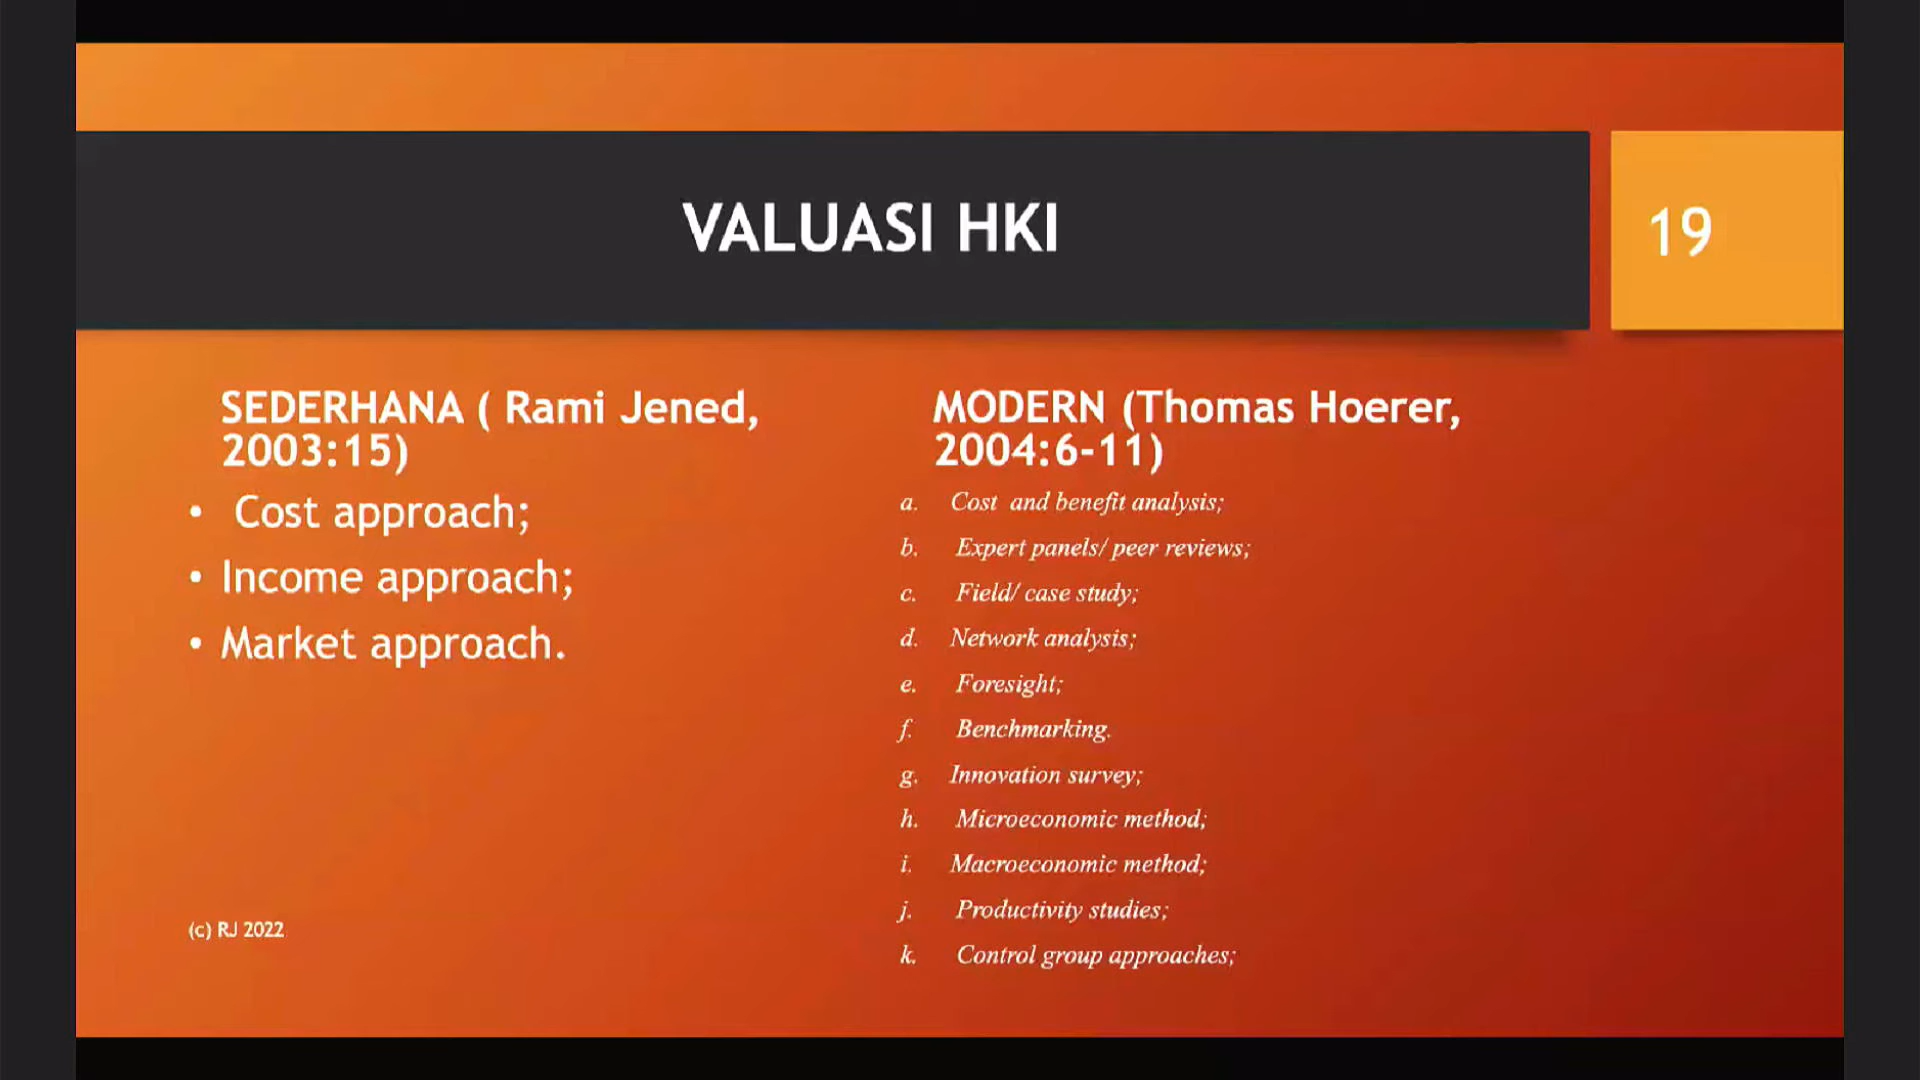 VALUASI HKI
19
SEDERHANA ( Rami Jened,
2003:15)
• Cost approach;
• Income approach;
• Market approach.
(c) RJ 2022
MODERN (Thomas Hoerer,
2004:6-11)
a. Cost and benefit analysis;
b. Expert panels/ peer reviews;
c. Field/ case study;
d. Network analysis;
e. Foresight;
f. Benchmarking.
g. Innovation survey;
h. Microeconomic method;
i. Macroeconomic method;
j. Productivity studies;
k. Control group approaches;